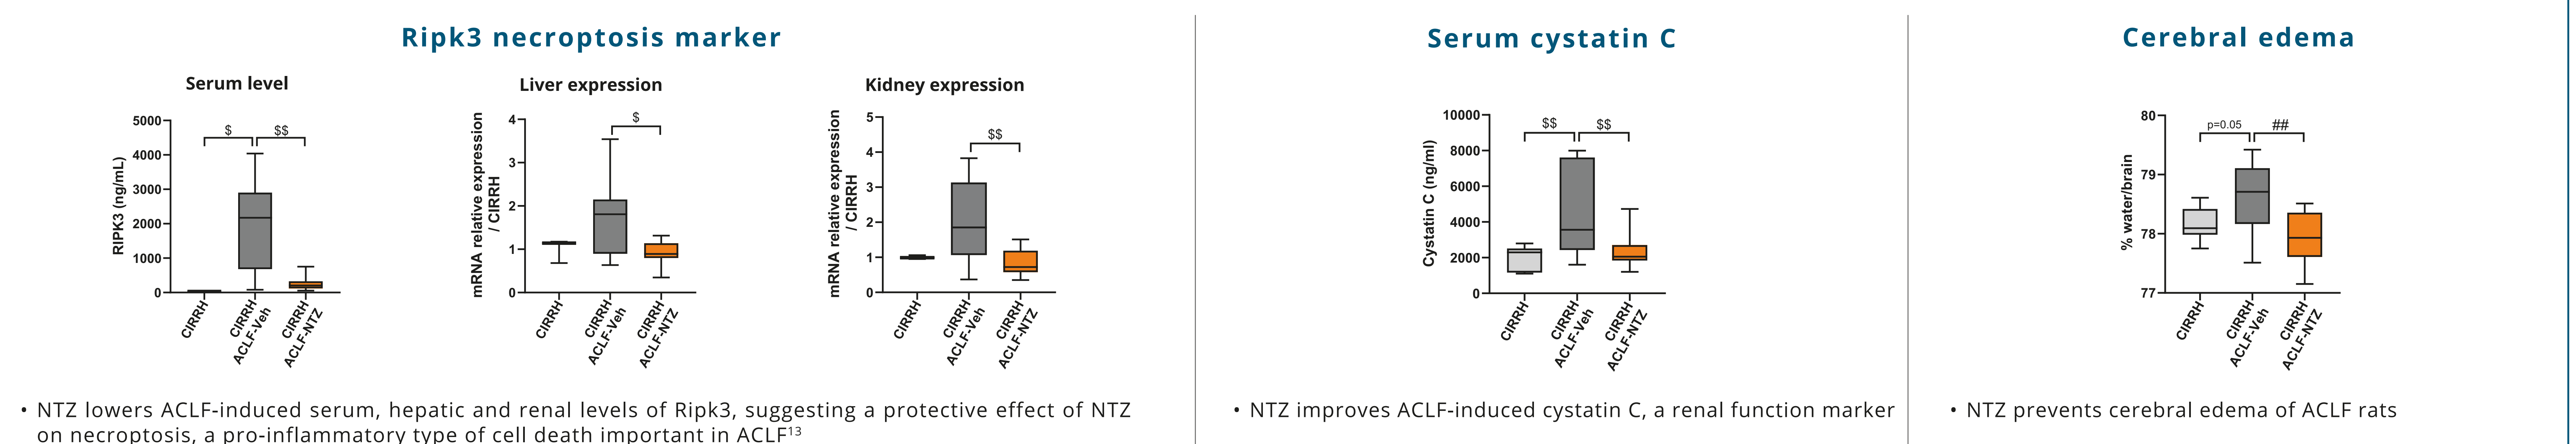 Ripk3 necroptosis marker
Serum level
RIPK3 (ng/mL)
5000
4000
3000
2000
1000
0
$
$$
CIRRH
CIRRH
ACLF-Veh
CIRRH
ACLF-NTZ
Liver expression
mRNA relative expression
/ CIRRH
4
3
2
1
0
$
CIRRH
CIRRH
ACLF-Veh
CIRRH
ACLF-NTZ
Kidney expression
mRNA relative expression
/ CIRRH
5
4
3
2
1
0
$$
CIRRH
CIRRH
ACLF-Veh
CIRRH
ACLF-NTZ
• NTZ lowers ACLF-induced serum, hepatic and renal levels of Ripk3, suggesting a protective effect of NTZ
on necroptosis, a pro-inflammatory type of cell death important in ACLF¹³
Serum cystatin C
Cystatin C (ng/ml)
10000
8000
6000
4000
2000
0
$$
$$
CIRRH
CIRRH
ACLF-Veh
CIRRH
ACLF-NTZ
• NTZ improves ACLF-induced cystatin C, a renal function marker
Cerebral edema
% water/brain
80
79
78
77
p=0.05
##
CIRRH
CIRRH
ACLF-Veh
CIRRH
ACLF-NTZ
• NTZ prevents cerebral edema of ACLF rats